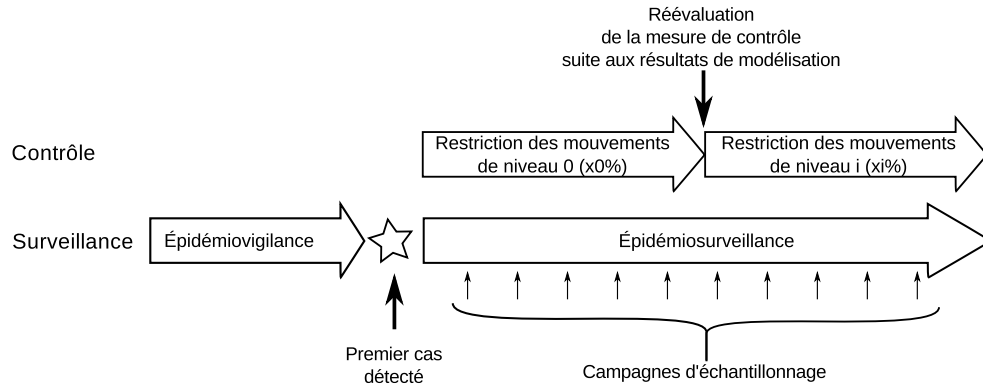 Réévaluation
de la mesure de contrôle
suite aux résultats de modélisation
Contrôle
Restriction des mouvements
de niveau 0 (x0%)
Restriction des mouvements
de niveau i (xi%)
Surveillance
Épidémiovigilance
Épidémiosurveillance
Premier cas
détecté
Campagnes d'échantillonnage